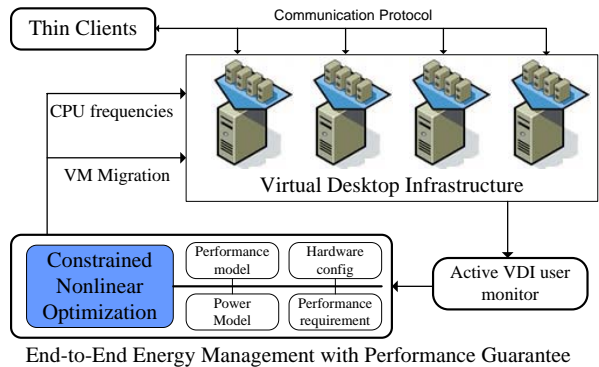 Communication Protocol
Thin Clients
CPU frequencies
VM Migration
Virtual Desktop Infrastructure
Constrained
Nonlinear
Optimization
Performance
model
Hardware
config
Power
Model
Performance
requirement
Active VDI user
monitor
End-to-End Energy Management with Performance Guarantee